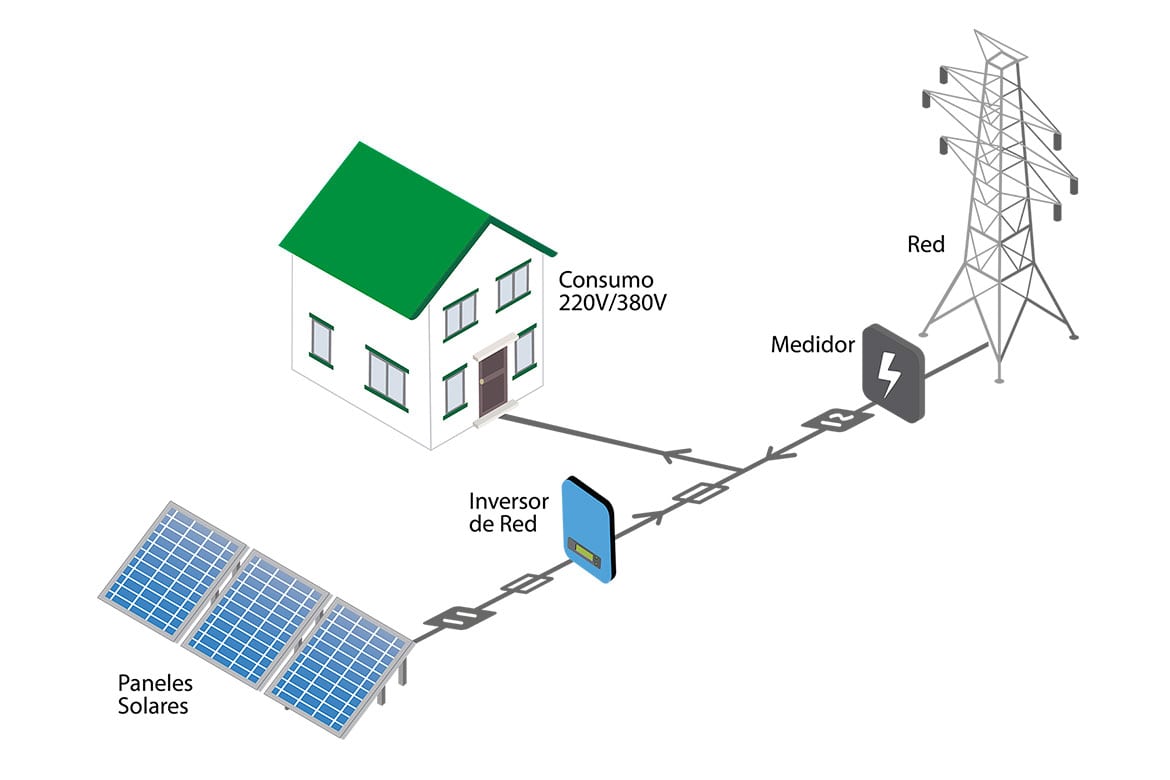 Red
Consumo
220V/380V
Medidor
Inversor
de Red
Paneles
Solares